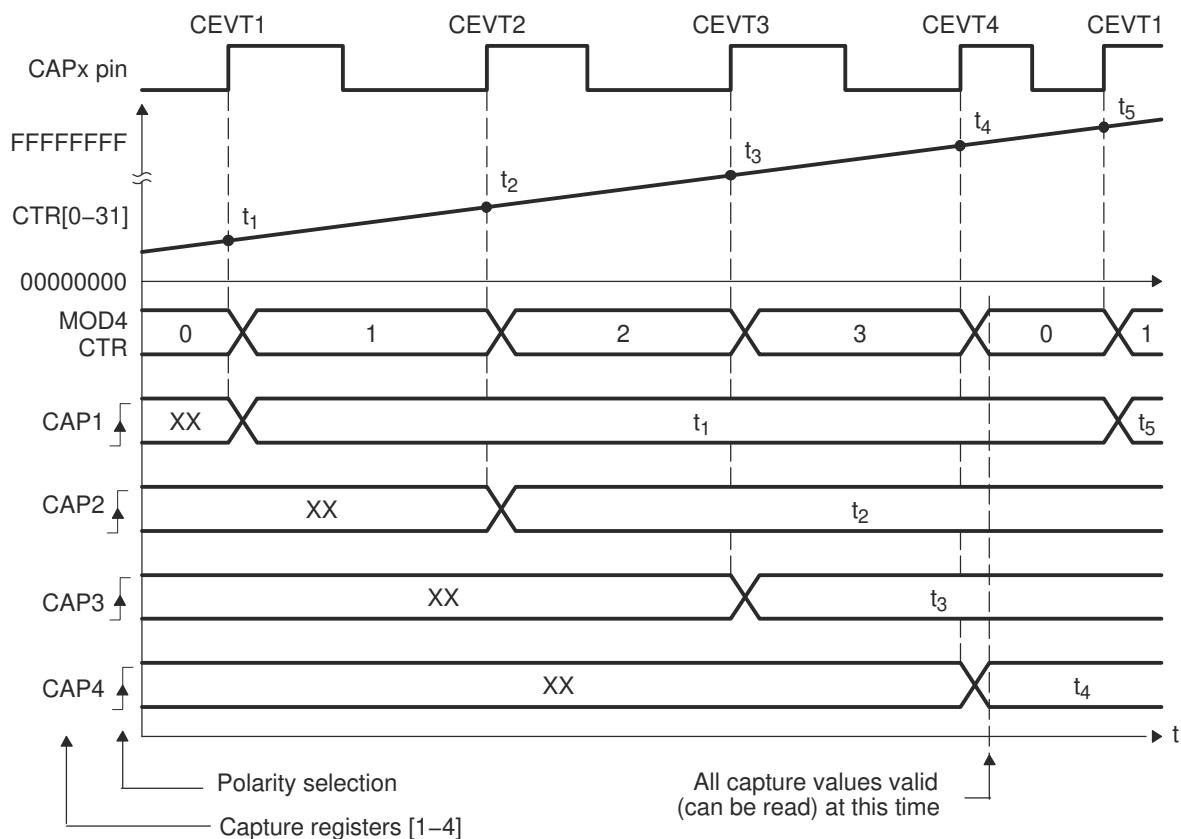 CEVT1 CEVT2 CEVT3 CEVT4 CEVT1
CAPx pin
FFFFFFFF
t5
t4
t3
t2
CTR[0−31]
t1
00000000
MOD4
CTR
0 1 2 3 0 1
CAP1 XX t1 t5
CAP2 XX t2
CAP3 XX t3
CAP4 XX t4
t
Polarity selection
All capture values valid
(can be read) at this time
Capture registers [1−4]